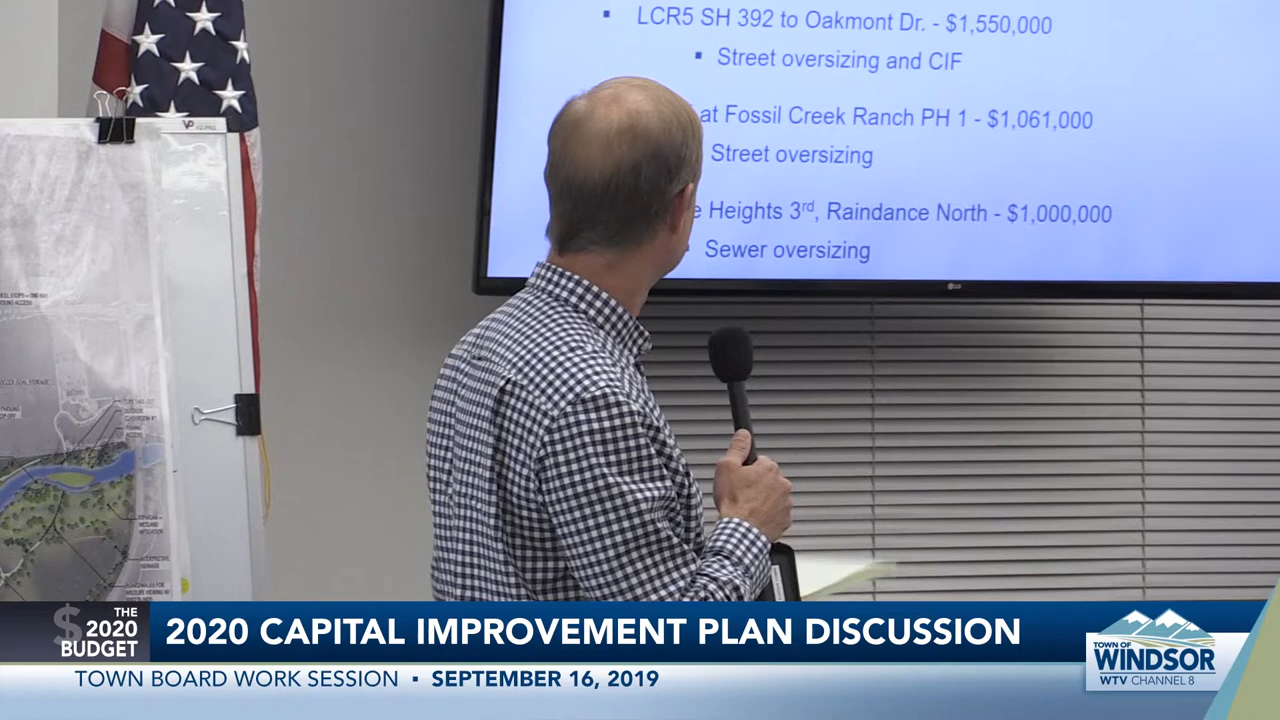 LCR5 SH 392 to Oakmont Dr. - $1,550,000
Street oversizing and CIF
at Fossil Creek Ranch PH 1 - $1,061,000
Street oversizing
e Heights 3rd, Raindance North - $1,000,000
Sewer oversizing
LG
VP
$ THE
2020
BUDGET
2020 CAPITAL IMPROVEMENT PLAN DISCUSSION
TOWN BOARD WORK SESSION ▪ SEPTEMBER 16, 2019
TOWN OF
WINDSOR
WTV CHANNEL 8